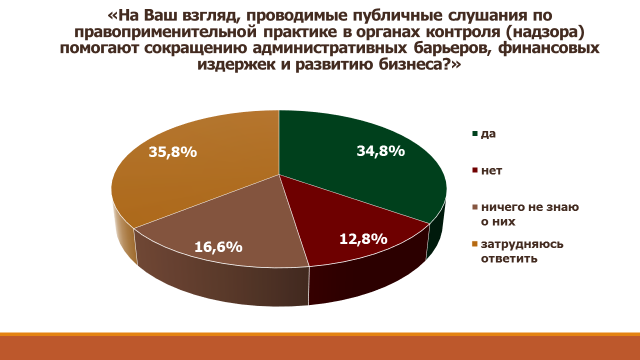 «На Ваш взгляд, проводимые публичные слушания по
правоприменительной практике в органах контроля (надзора)
помогают сокращению административных барьеров, финансовых
издержек и развитию бизнеса?»
35,8%
34,8%
да
нет
ничего не знаю
о них
16,6%
12,8%
затрудняюсь
ответить